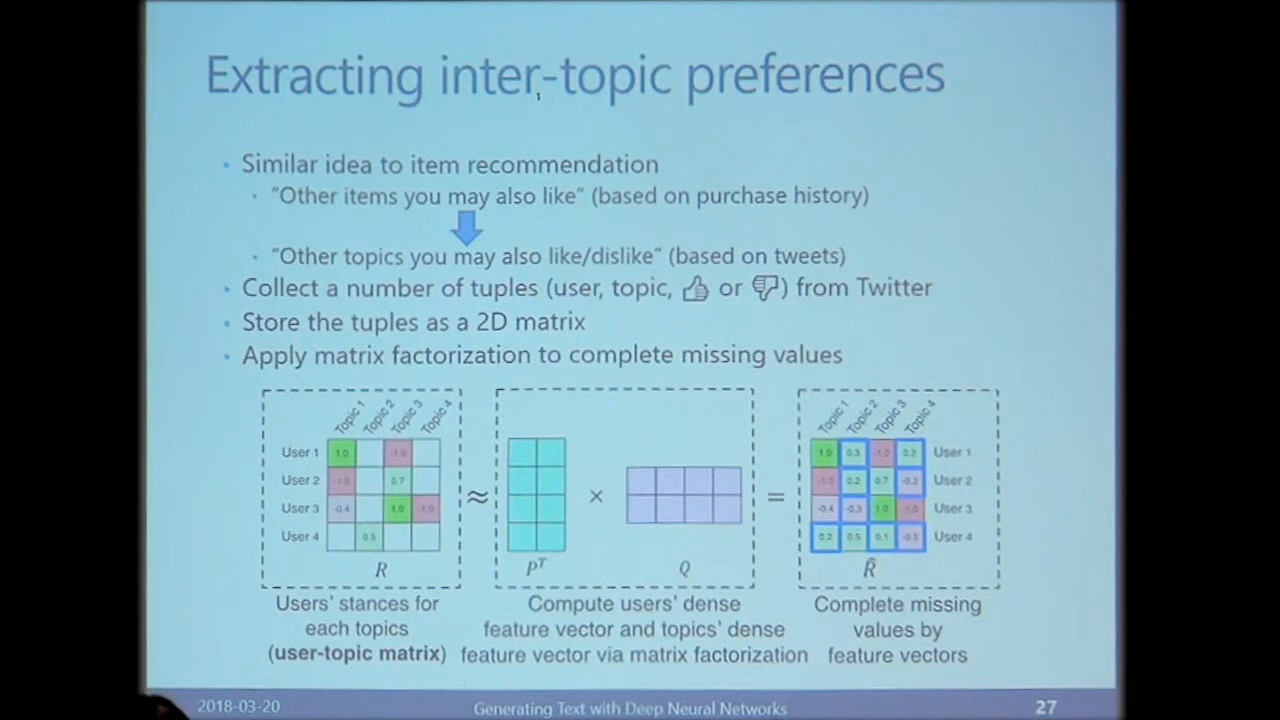 Extracting inter-topic preferences
• Similar idea to item recommendation
• "Other items you may also like" (based on purchase history)
• "Other topics you may also like/dislike" (based on tweets)
• Collect a number of tuples (user, topic, 👍 or 👎) from Twitter
• Store the tuples as a 2D matrix
• Apply matrix factorization to complete missing values
Topic 1 Topic 2 Topic 3 Topic 4
User 1 1.0 -1.0
User 2 -1.0 0.7
User 3 -0.4 1.0 -1.0
User 4 0.5
R
Users' stances for
each topics
(user-topic matrix)
≈
×
=
P^T
Q
Compute users' dense
feature vector and topics' dense
feature vector via matrix factorization
Topic 1 Topic 2 Topic 3 Topic 4
1.0 0.3 -1.0 0.2 User 1
-1.0 0.2 0.7 -0.2 User 2
-0.4 -0.3 1.0 -1.0 User 3
0.2 0.5 0.1 User 4
R̂
Complete missing
values by
feature vectors
2018-03-20
Generating Text with Deep Neural Networks
27